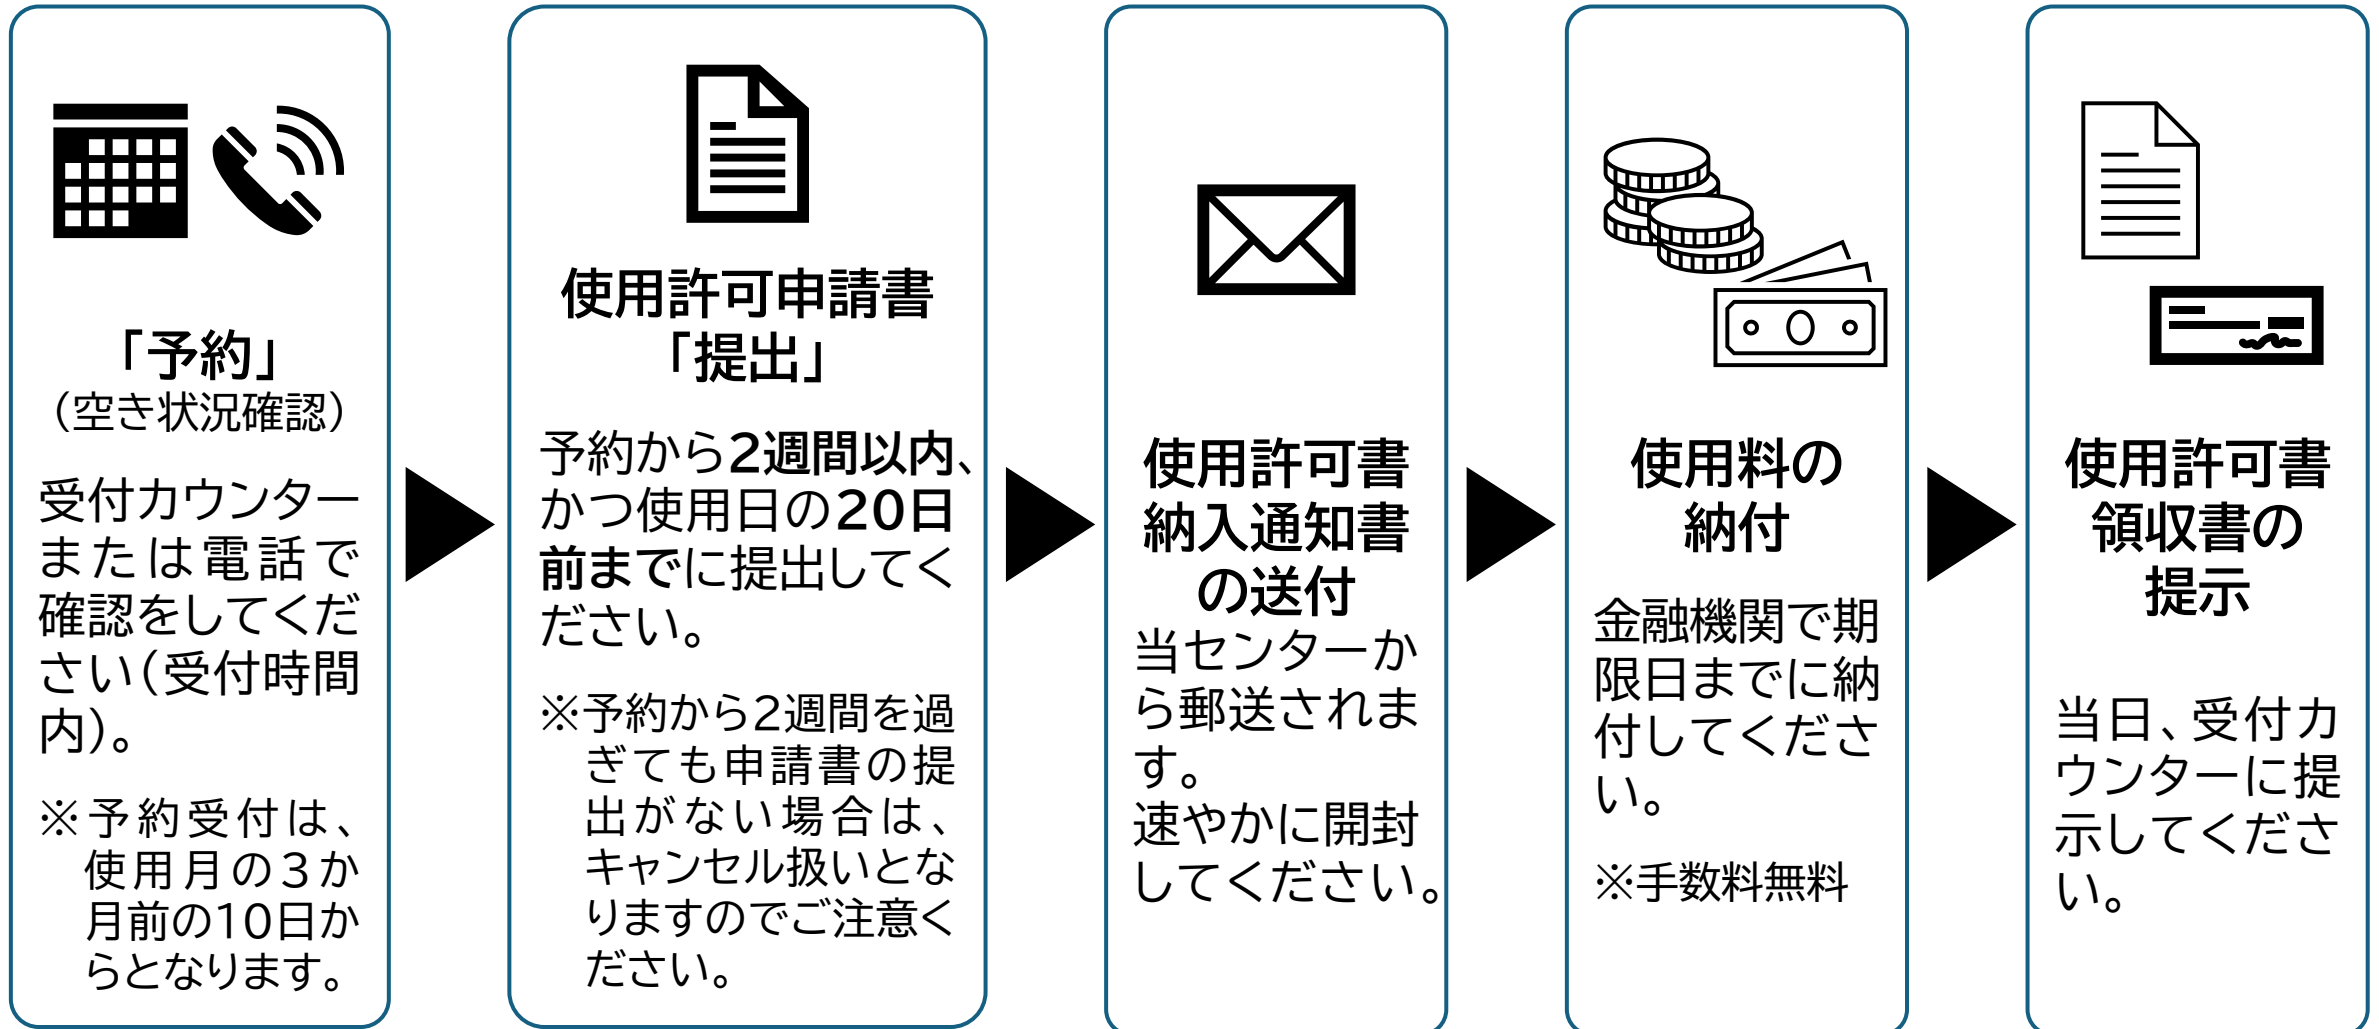 「予約」
（空き状況確認）
受付カウンター
または電話で
確認をしてくだ
さい（受付時間
内）。
※予約受付は、
使用月の３か
月前の10日か
らとなります。
使用許可申請書
「提出」
予約から2週間以内、
かつ使用日の20日
前までに提出してく
ださい。
※予約から2週間を過
ぎても申請書の提
出がない場合は、
キャンセル扱いとな
りますのでご注意く
ださい。
使用許可書
納入通知書
の送付
当センターか
ら郵送されま
す。
速やかに開封
してください。
使用料の
納付
金融機関で期
限日までに納
付してくださ
い。
※手数料無料
使用許可書
領収書の
提示
当日、受付カ
ウンターに提
示してくださ
い。